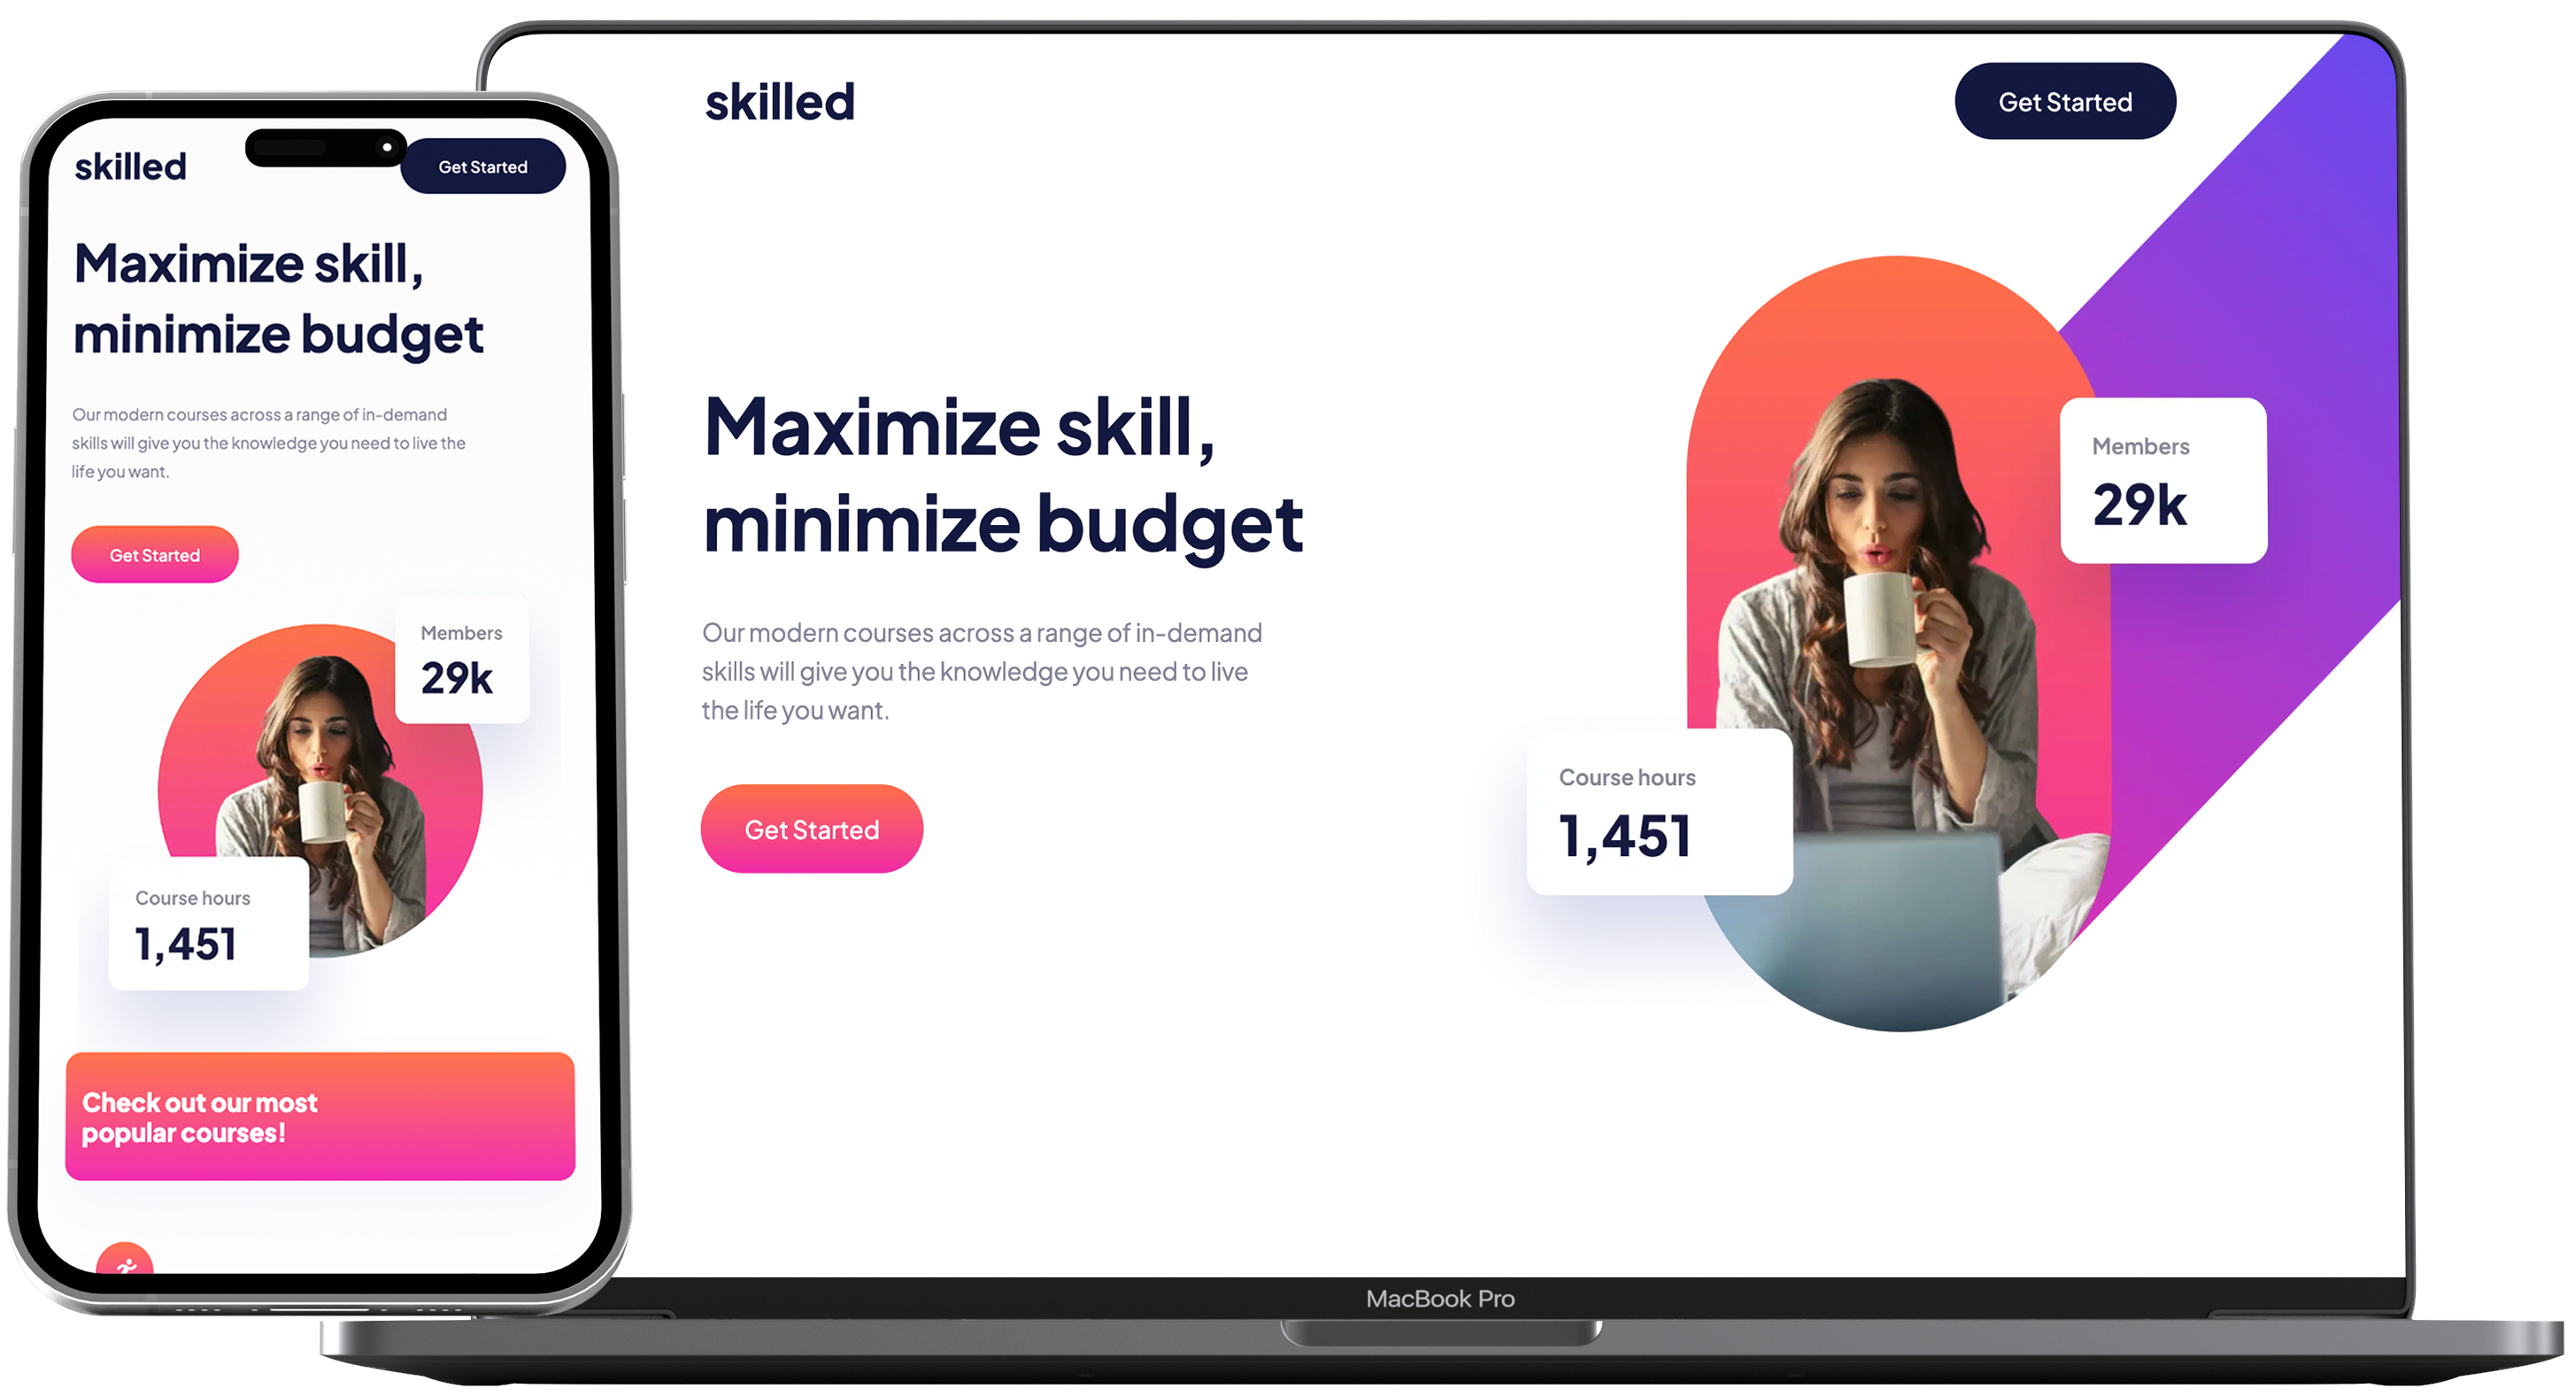 skilled
Get Started
Maximize skill,
minimize budget
Our modern courses across a range of in-demand
skills will give you the knowledge you need to live the
life you want.
Get Started
Members
29k
Course hours
1,451
Check out our most
popular courses!
skilled
Get Started
Maximize skill,
minimize budget
Our modern courses across a range of in-demand
skills will give you the knowledge you need to live
the life you want.
Get Started
Members
29k
Course hours
1,451
MacBook Pro